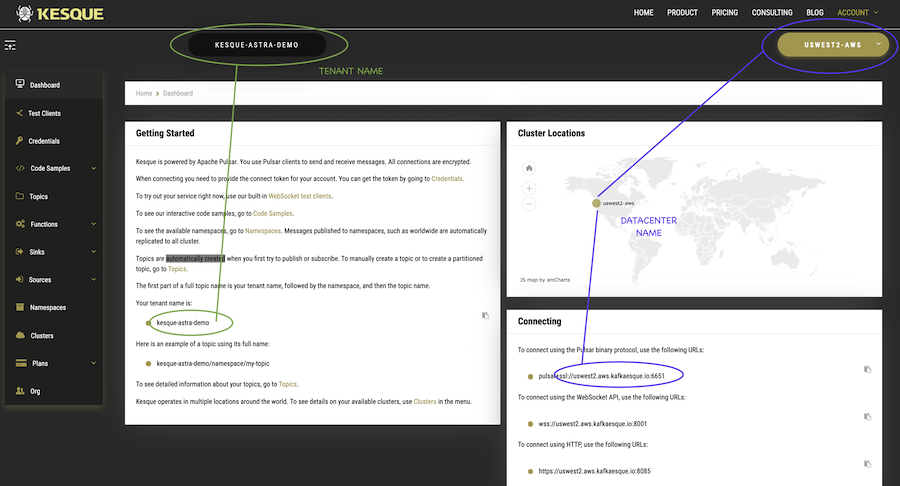 KESQUE
HOME PRODUCT PRICING CONSULTING BLOG ACCOUNT
KESQUE-ASTRA-DEMO
USWEST2-AWS
TENANT NAME
Dashboard
Test Clients
Credentials
Code Samples
Topics
Functions
Sinks
Sources
Namespaces
Clusters
Plans
Org
Home > Dashboard
Getting Started
Kesque is powered by Apache Pulsar. You use Pulsar clients to send and receive messages. All connections are encrypted.
When connecting you need to provide the connect token for your account. You can get the token by going to Credentials.
To try out your service right now, use our built-in WebSocket test clients.
To see our interactive code samples, go to Code Samples.
To see the available namespaces, go to Namespaces. Messages published to namespaces, such as worldwide are automatically
replicated to all cluster.
Topics are automatically created when you first try to publish or subscribe. To manually create a topic or to create a partitioned
topic, go to Topics.
The first part of a full topic name is your tenant name, followed by the namespace, and then the topic name.
Your tenant name is:
kesque-astra-demo
Here is an example of a topic using its full name:
kesque-astra-demo/namespace/my-topic
To see detailed information about your topics, go to Topics.
Kesque operates in multiple locations around the world. To see details on your available clusters, use Clusters in the menu.
Cluster Locations
uswest2-aws
DATACENTER
NAME
JS map by amCharts
Connecting
To connect using the Pulsar binary protocol, use the following URLs:
pulsar+ssl://uswest2.aws.kafkaesque.io:6651
To connect using the WebSocket API, use the following URLs:
wss://uswest2.aws.kafkaesque.io:8001
To connect using HTTP, use the following URLs:
https://uswest2.aws.kafkaesque.io:8085